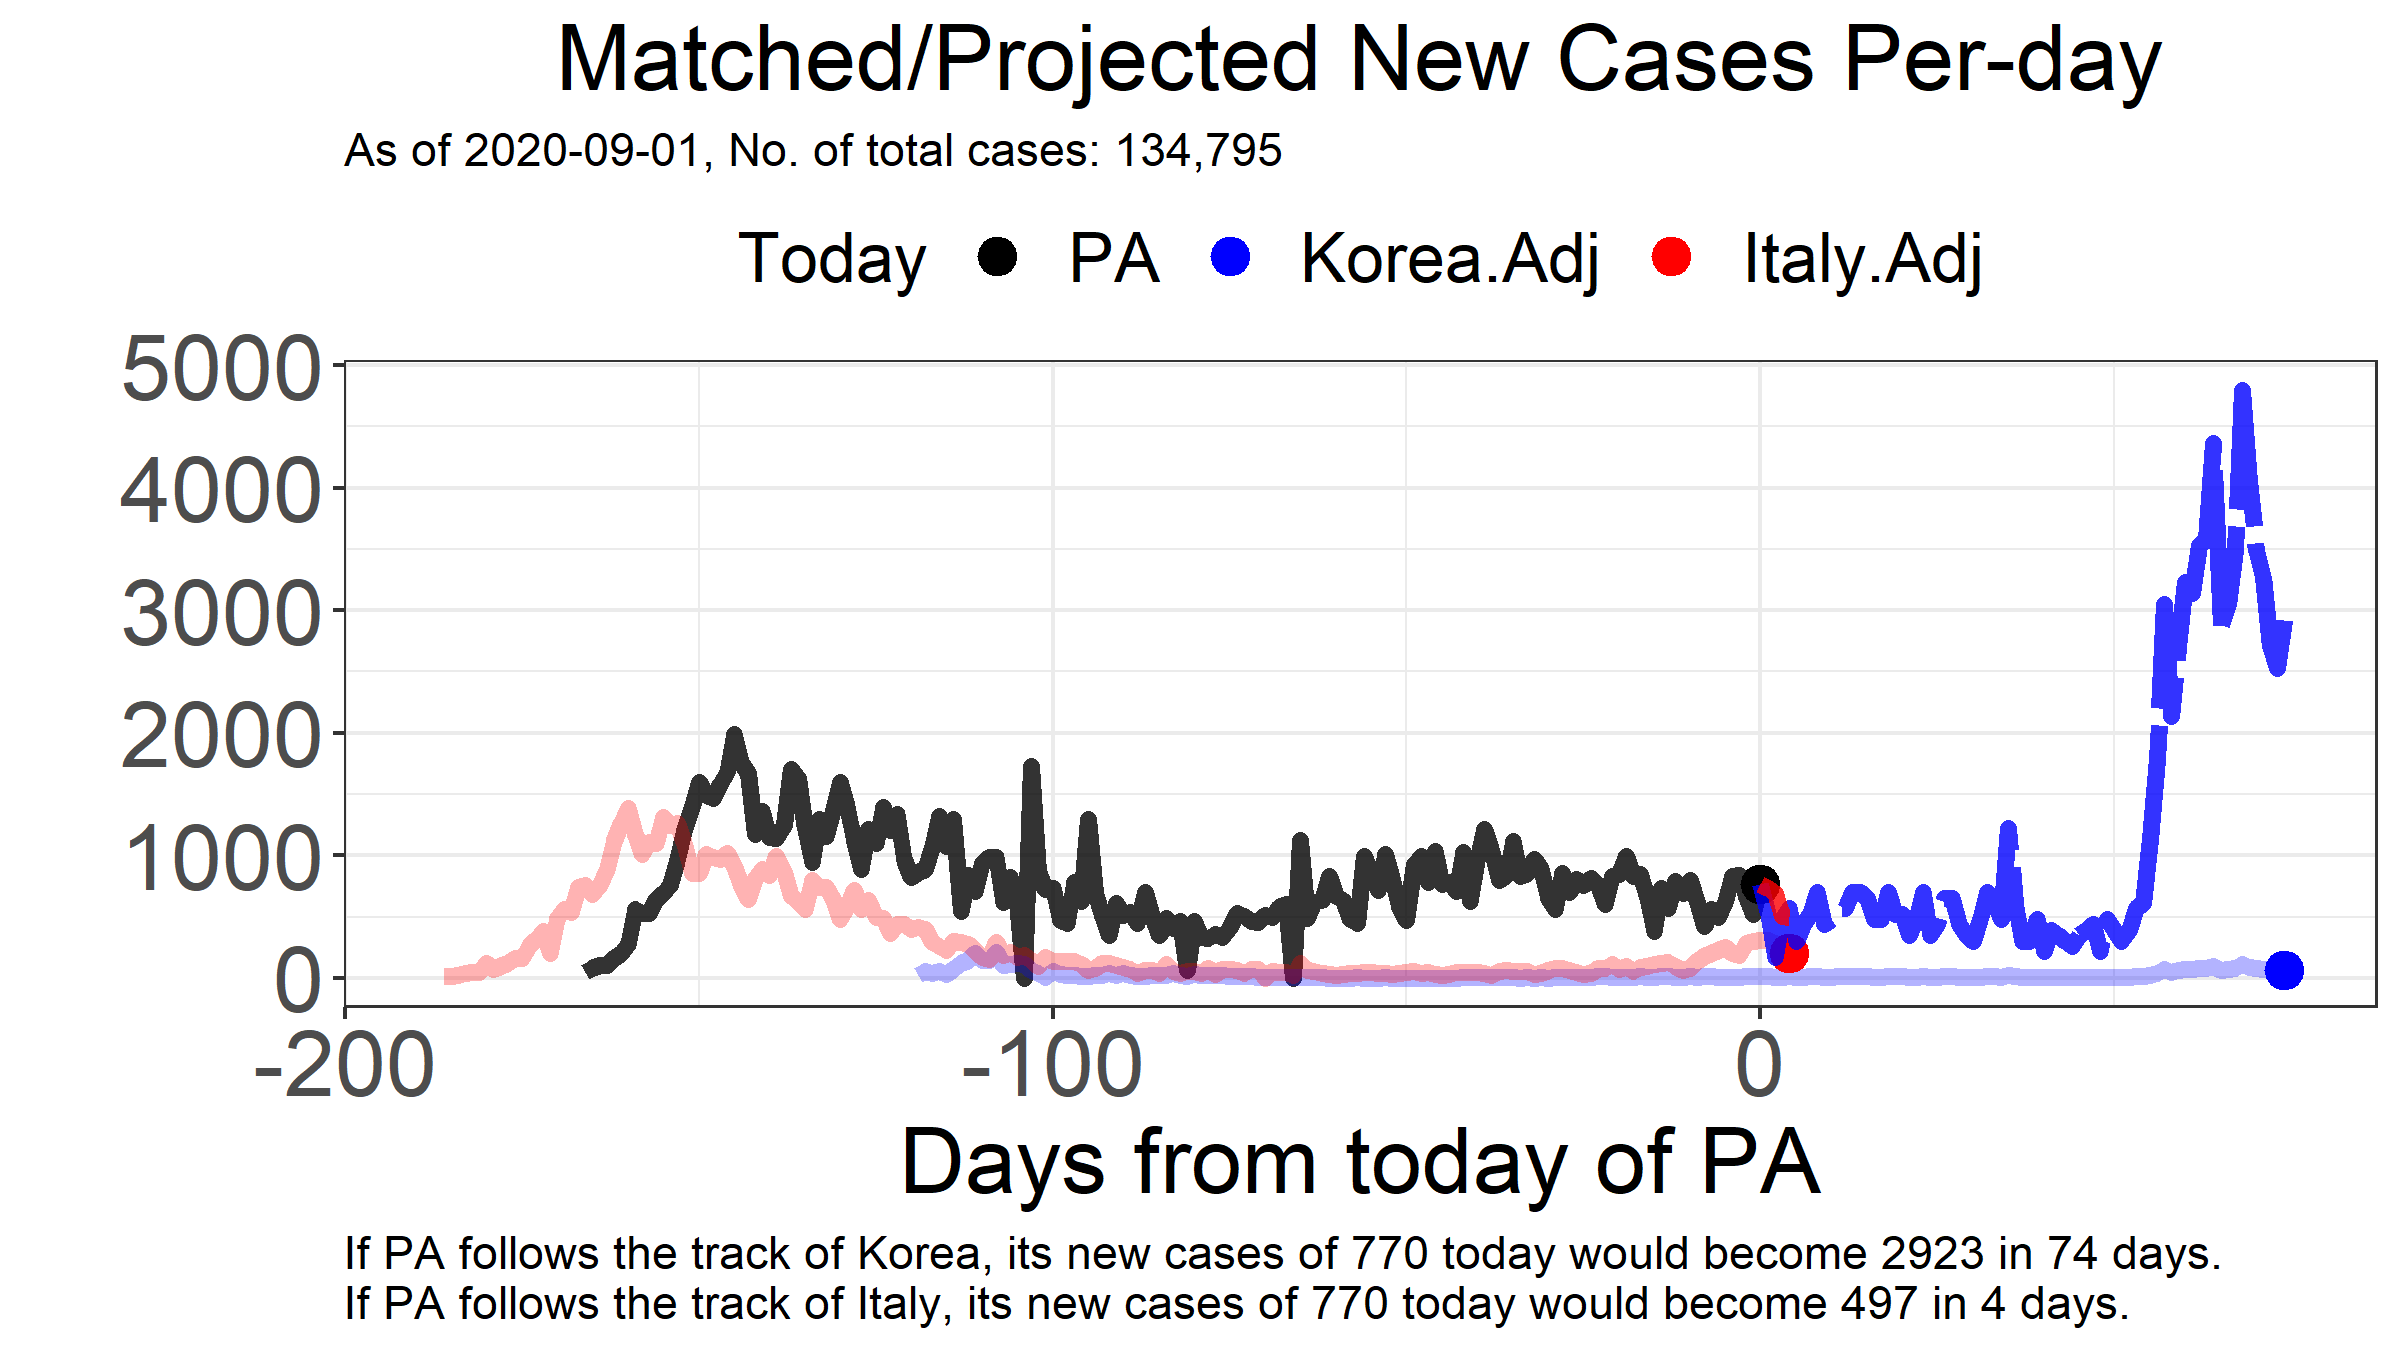 Matched/Projected New Cases Per-day
As of 2020-09-01, No. of total cases: 134,795
Today PA Korea.Adj Italy.Adj
5000
4000
3000
2000
1000
0
-200 -100 0
Days from today of PA
If PA follows the track of Korea, its new cases of 770 today would become 2923 in 74 days.
If PA follows the track of Italy, its new cases of 770 today would become 497 in 4 days.